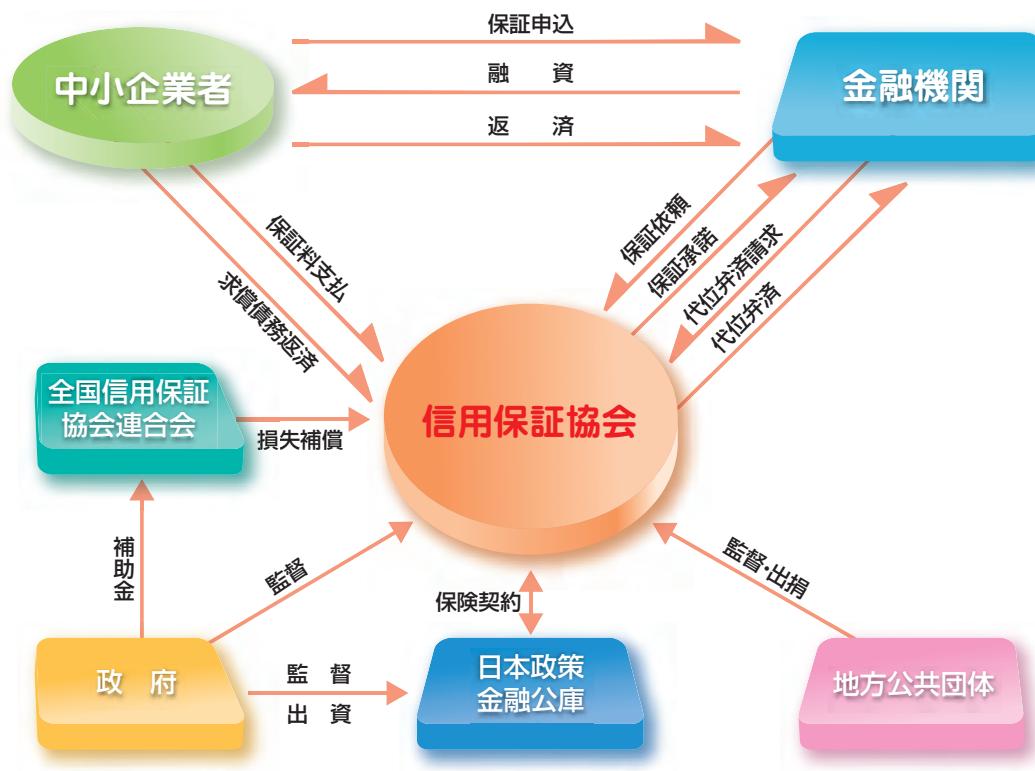 保証申込
中小企業者
融　資
金融機関
返　済
保証料支払
求償債務返済
保証依頼
保証承諾
代位弁済請求
代位弁済
全国信用保証
協会連合会
損失補償
信用保証協会
補助金
監督
保険契約
監督・出捐
政　府
監　督
出　資
日本政策
金融公庫
地方公共団体